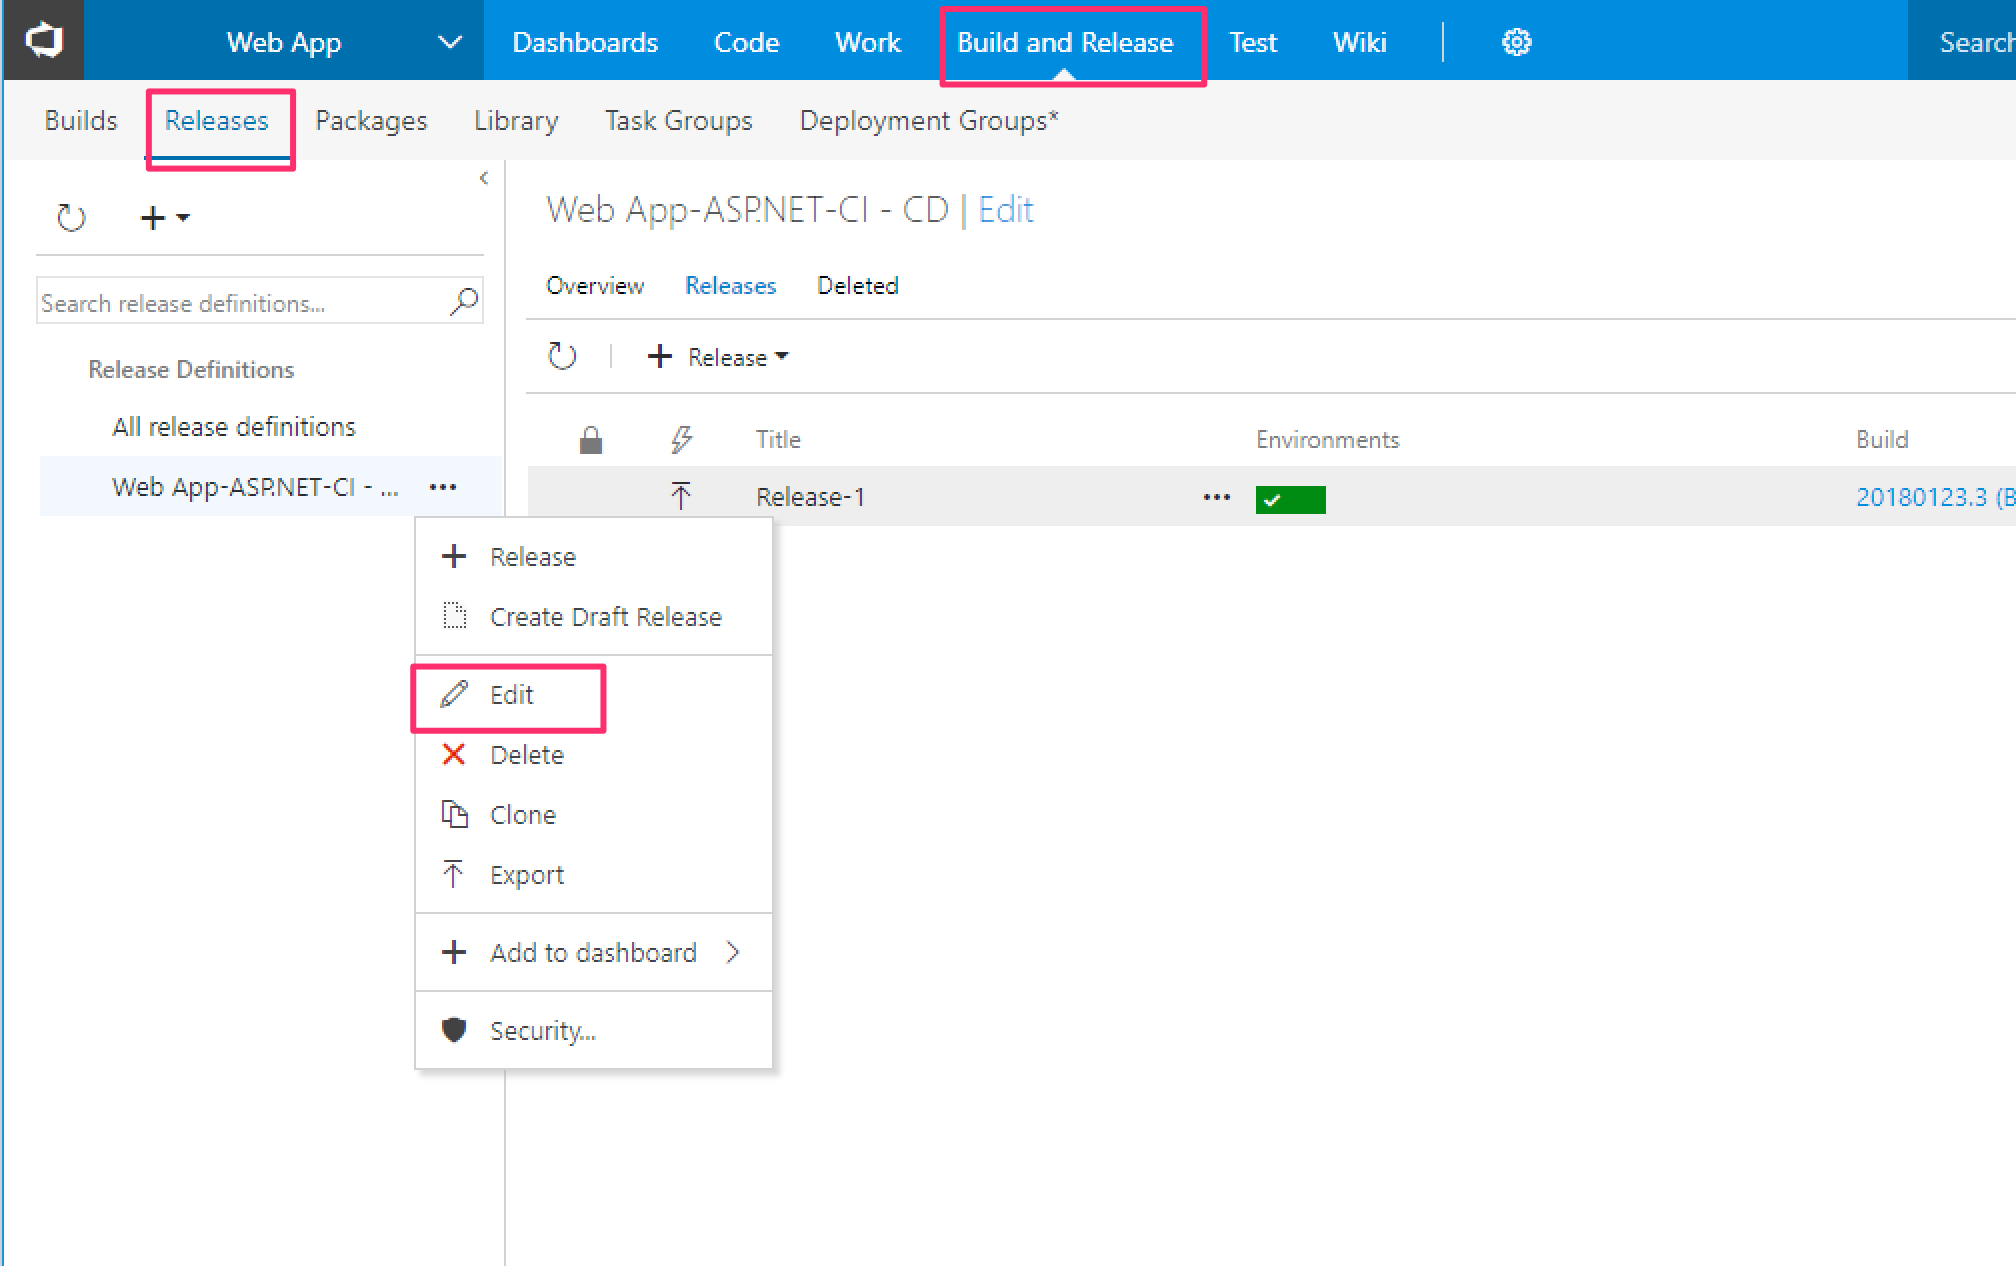 Web App Dashboards Code Work Build and Release Test Wiki Search
Builds Releases Packages Library Task Groups Deployment Groups*
Web App-ASP.NET-CI - CD | Edit
Search release definitions...
Overview Releases Deleted
Release
Release Definitions
All release definitions
Web App-ASP.NET-CI - ... •••
Title Environments Build
Release-1 ••• 20180123.3 (B
Release
Create Draft Release
Edit
Delete
Clone
Export
Add to dashboard
Security...